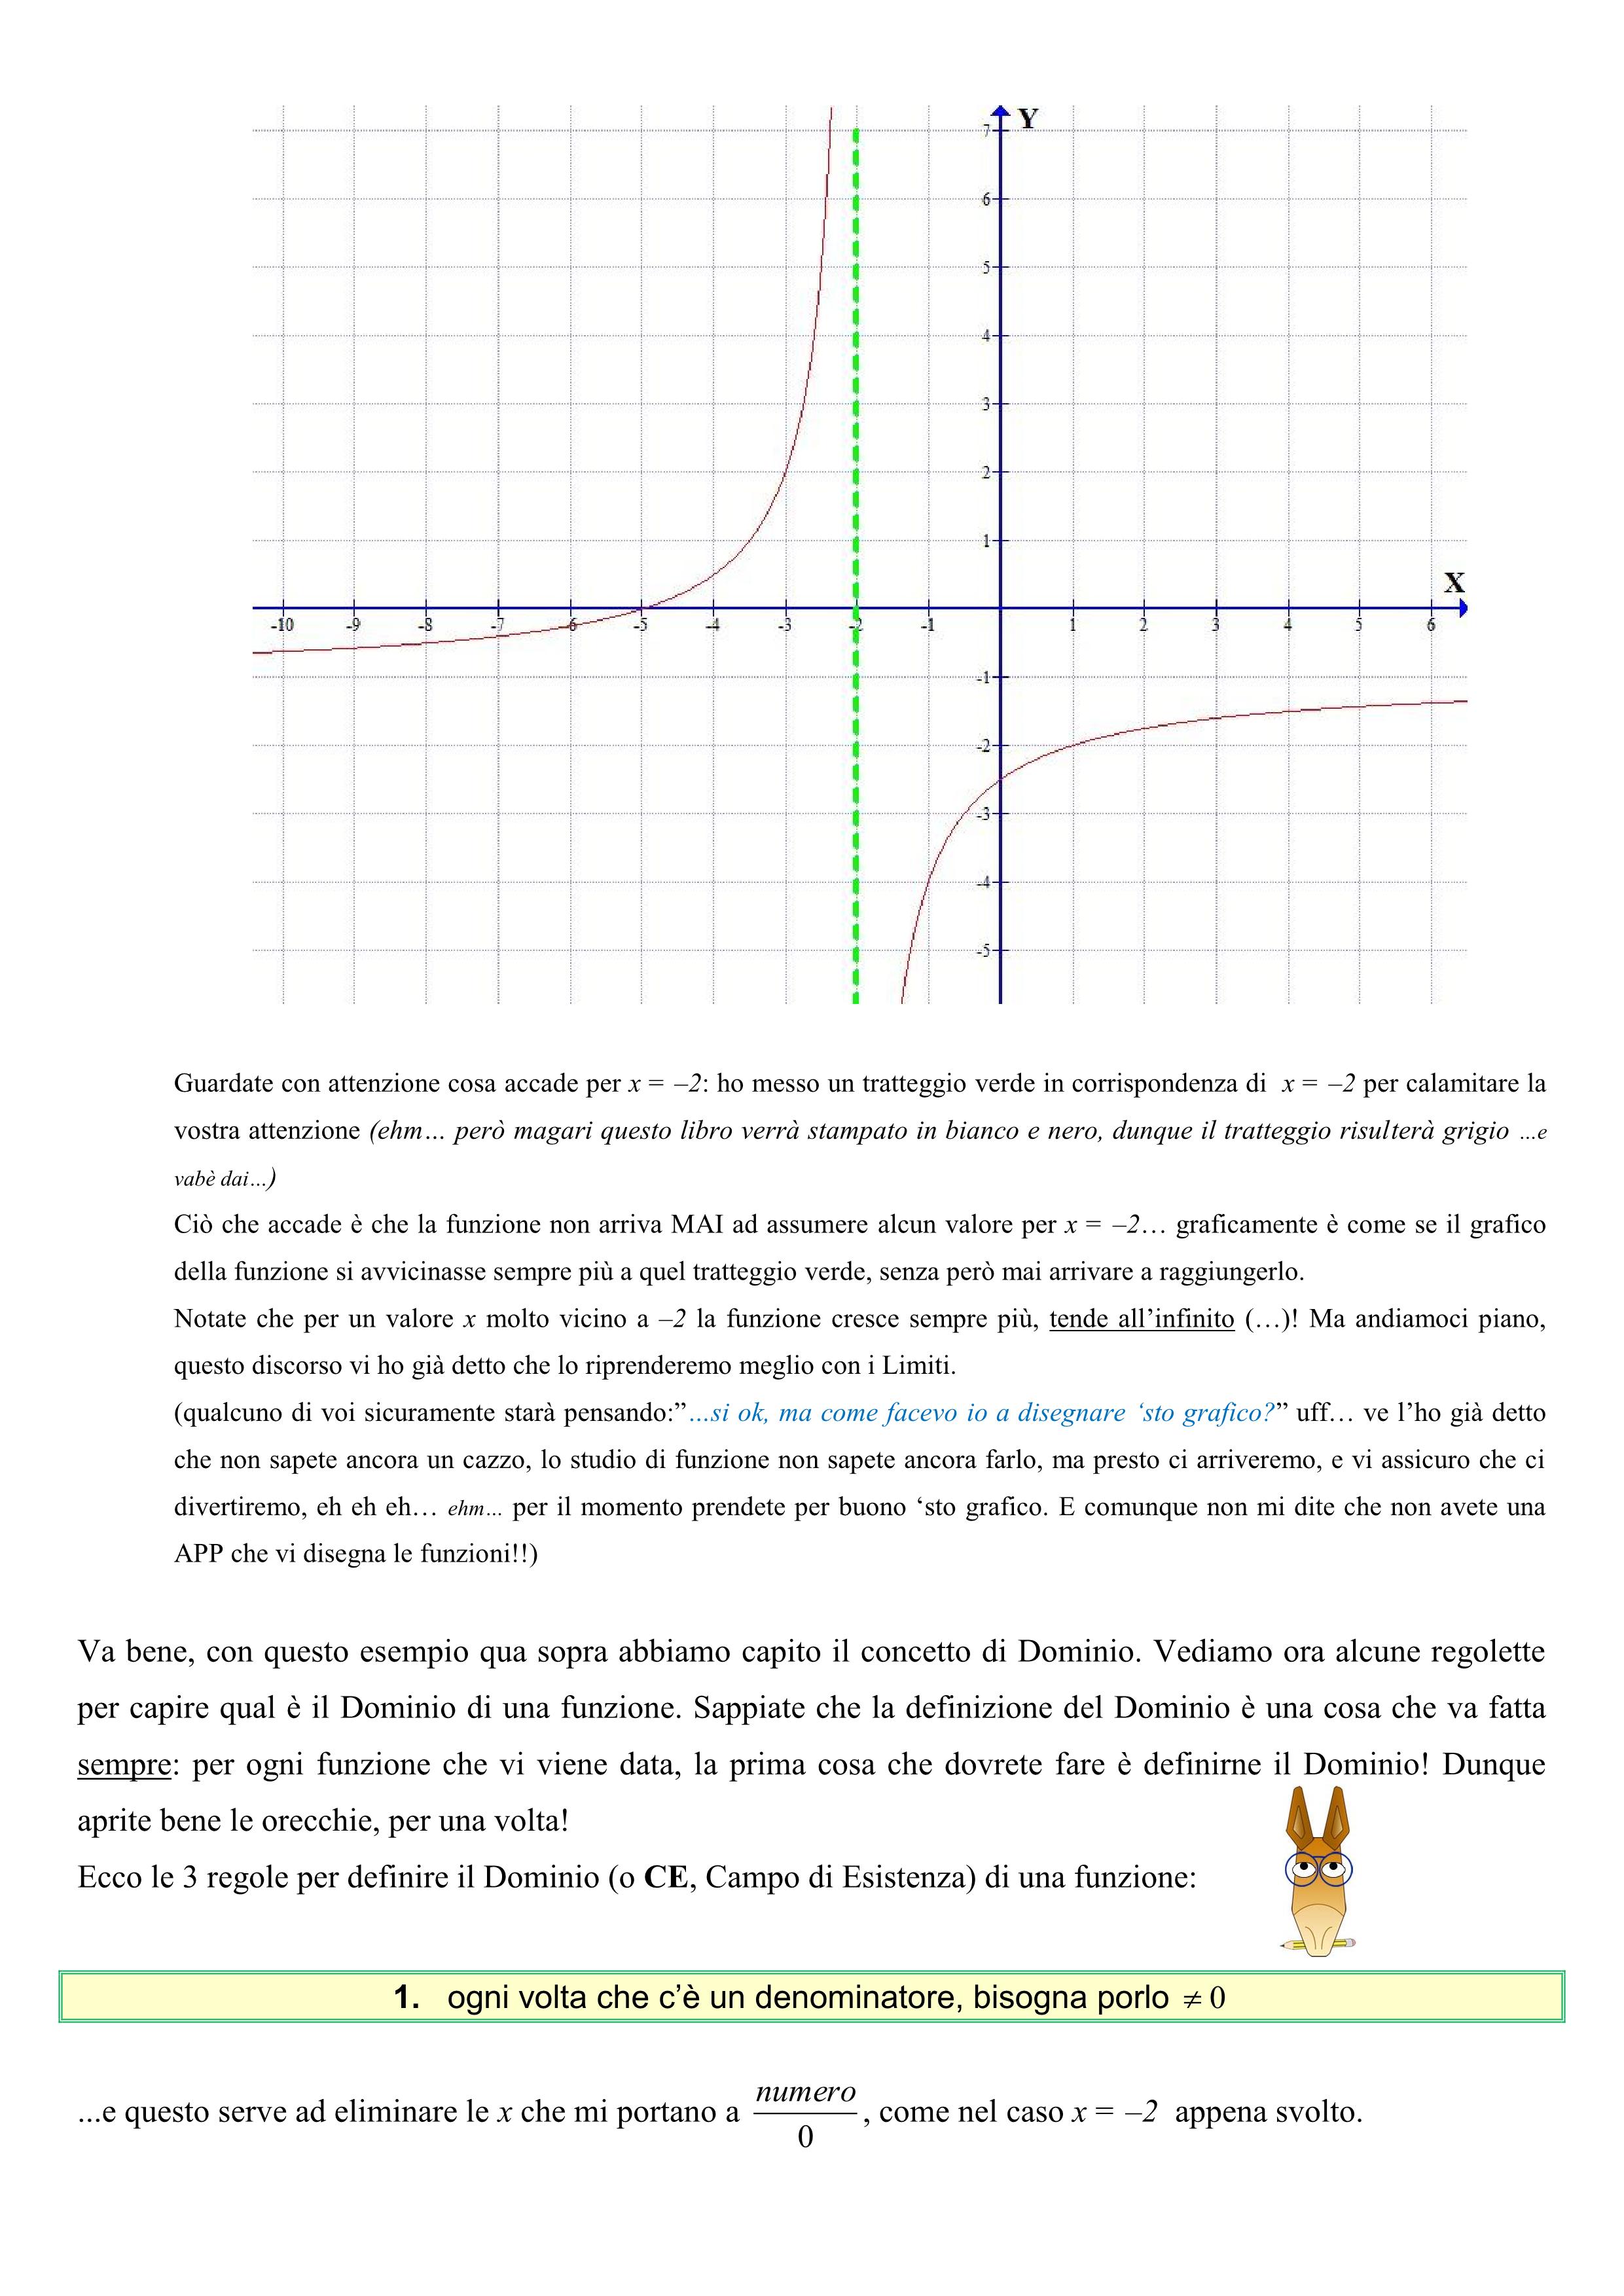 Y
7
6
5
4
3
2
1
X
-10 -9 -8 -7 -6 -5 -4 -3 -2 -1 1 2 3 4 5 6
-1
-2
-3
-4
-5
Guardate con attenzione cosa accade per x = –2: ho messo un tratteggio verde in corrispondenza di x = –2 per calamitare la
vostra attenzione (ehm… però magari questo libro verrà stampato in bianco e nero, dunque il tratteggio risulterà grigio …e
vabè dai…)
Ciò che accade è che la funzione non arriva MAI ad assumere alcun valore per x = –2… graficamente è come se il grafico
della funzione si avvicinasse sempre più a quel tratteggio verde, senza però mai arrivare a raggiungerlo.
Notate che per un valore x molto vicino a –2 la funzione cresce sempre più, tende all’infinito (…)! Ma andiamoci piano,
questo discorso vi ho già detto che lo riprenderemo meglio con i Limiti.
(qualcuno di voi sicuramente starà pensando:”…si ok, ma come facevo io a disegnare ‘sto grafico?” uff… ve l’ho già detto
che non sapete ancora un cazzo, lo studio di funzione non sapete ancora farlo, ma presto ci arriveremo, e vi assicuro che ci
divertiremo, eh eh eh… ehm… per il momento prendete per buono ‘sto grafico. E comunque non mi dite che non avete una
APP che vi disegna le funzioni!!)
Va bene, con questo esempio qua sopra abbiamo capito il concetto di Dominio. Vediamo ora alcune regolette
per capire qual è il Dominio di una funzione. Sappiate che la definizione del Dominio è una cosa che va fatta
sempre: per ogni funzione che vi viene data, la prima cosa che dovrete fare è definirne il Dominio! Dunque
aprite bene le orecchie, per una volta!
Ecco le 3 regole per definire il Dominio (o CE, Campo di Esistenza) di una funzione:
1. ogni volta che c’è un denominatore, bisogna porlo ≠ 0
...e questo serve ad eliminare le x che mi portano a numero/0, come nel caso x = –2 appena svolto.